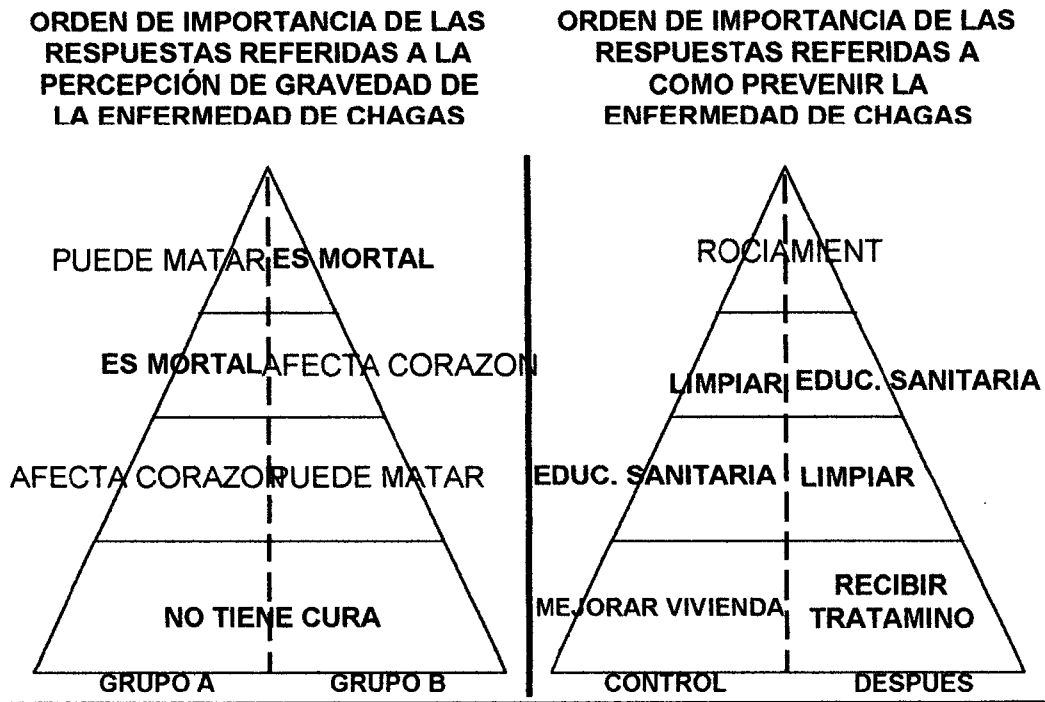 ORDEN DE IMPORTANCIA DE LAS
RESPUESTAS REFERIDAS A LA
PERCEPCIÓN DE GRAVEDAD DE
LA ENFERMEDAD DE CHAGAS
PUEDE MATAR ES MORTAL
ES MORTAL AFECTA CORAZON
AFECTA CORAZON PUEDE MATAR
NO TIENE CURA
GRUPO A GRUPO B
ORDEN DE IMPORTANCIA DE LAS
RESPUESTAS REFERIDAS A
COMO PREVENIR LA
ENFERMEDAD DE CHAGAS
ROCIAMIENT
LIMPIAR EDUC. SANITARIA
EDUC. SANITARIA LIMPIAR
MEJORAR VIVIENDA RECIBIR
TRATAMINO
CONTROL DESPUES